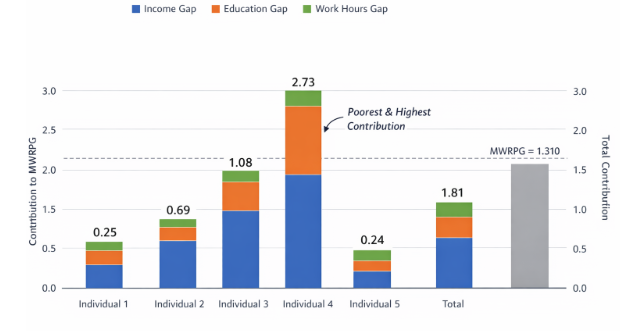 Income Gap Education Gap Work Hours Gap
2.73
3.0 3.0
Poorest & Highest
Contribution
2.5 2.0
MWRPG = 1.310
1.08
2.0 1.5
1.81
0.69
1.5 1.0
0.25 0.24
0.5 0.5
0.0 0.0
Contribution to MWRPG
Total Contribution
Individual 1 Individual 2 Individual 3 Individual 4 Individual 5 Total